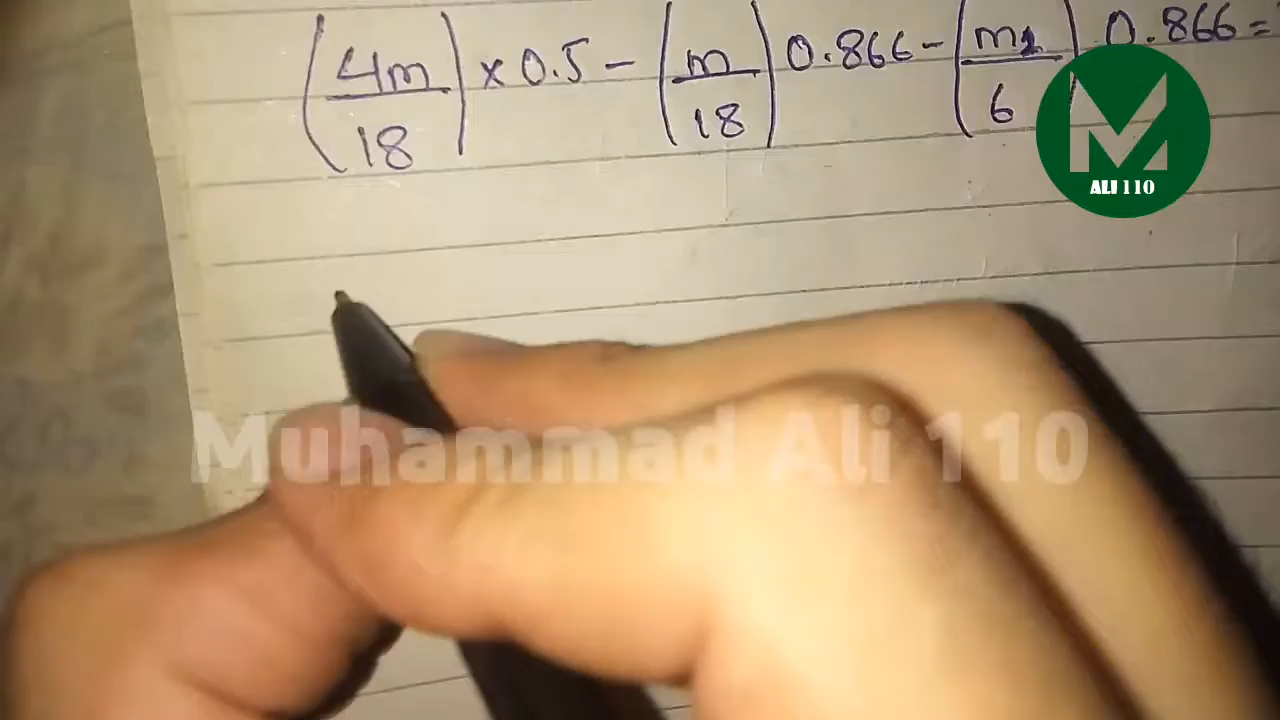 (4m/18) × 0.5 − (m/18) 0.866 − (m1/6) 0.866 =
M
ALI 110
Muhammad Ali 110